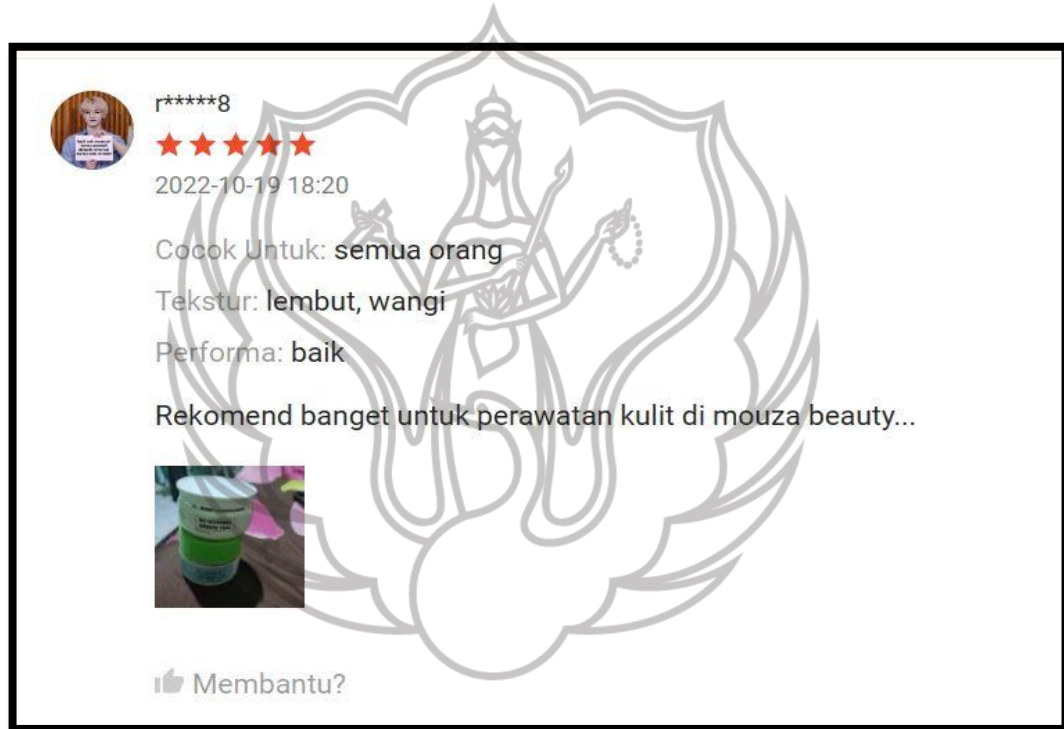 r*****8
2022-10-19 18:20
Cocok Untuk: semua orang
Tekstur: lembut, wangi
Performa: baik
Rekomend banget untuk perawatan kulit di mouza beauty...
Membantu?